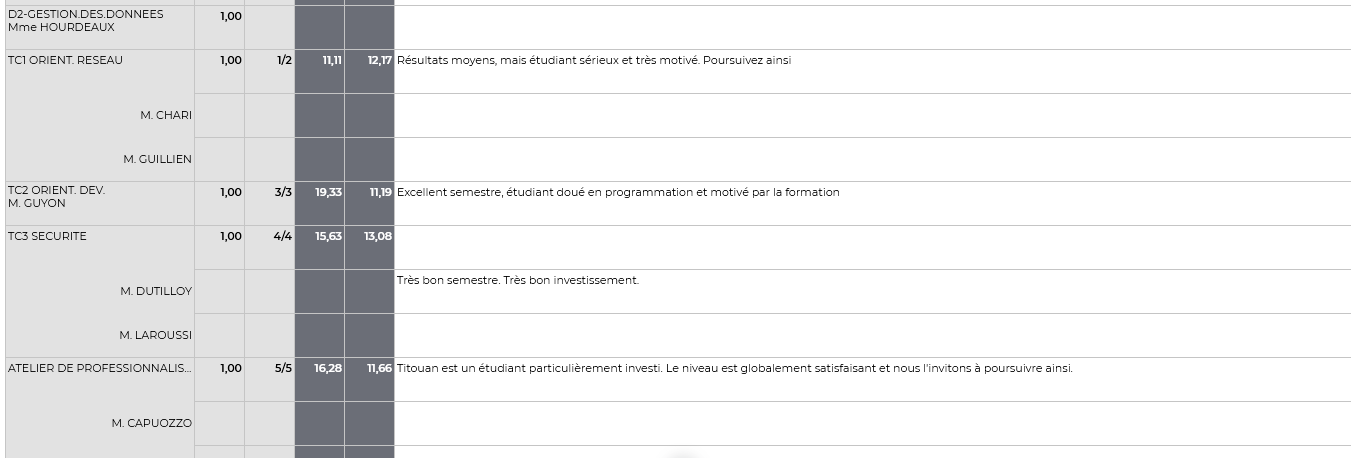 D2-GESTION.DES.DONNEES 1,00
Mme HOURDEAUX
TC1 ORIENT. RESEAU 1,00 1/2 11,11 12,17 Résultats moyens, mais étudiant sérieux et très motivé. Poursuivez ainsi
M. CHARI
M. GUILLIEN
TC2 ORIENT. DEV. 1,00 3/3 19,33 11,19 Excellent semestre, étudiant doué en programmation et motivé par la formation
M. GUYON
TC3 SECURITE 1,00 4/4 15,63 13,08
Très bon semestre. Très bon investissement.
M. DUTILLOY
M. LAROUSSI
ATELIER DE PROFESSIONNALIS... 1,00 5/5 16,28 11,66 Titouan est un étudiant particulièrement investi. Le niveau est globalement satisfaisant et nous l'invitons à poursuivre ainsi.
M. CAPUOZZO